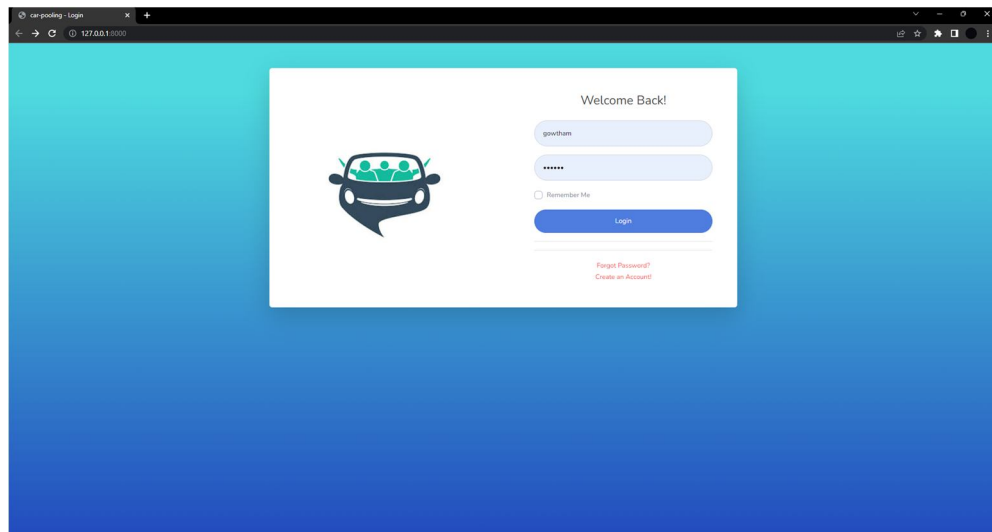 car-pooling - Login
127.0.0.1:8000
Welcome Back!
gowtham
••••••
Remember Me
Login
Forgot Password?
Create an Account!